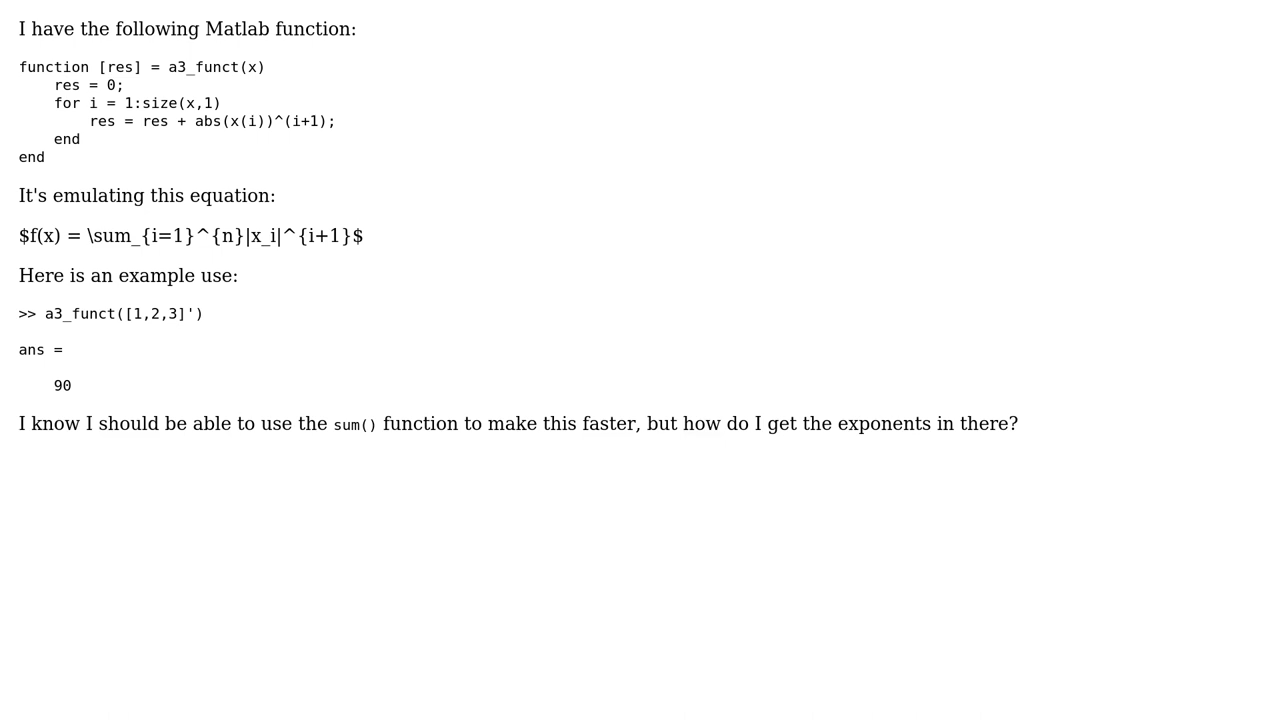 I have the following Matlab function:
function [res] = a3_funct(x)
    res = 0;
    for i = 1:size(x,1)
        res = res + abs(x(i))^(i+1);
    end
end
It's emulating this equation:
$f(x) = \sum_{i=1}^{n}|x_i|^{i+1}$
Here is an example use:
>> a3_funct([1,2,3]')
ans =
    90
I know I should be able to use the sum() function to make this faster, but how do I get the exponents in there?